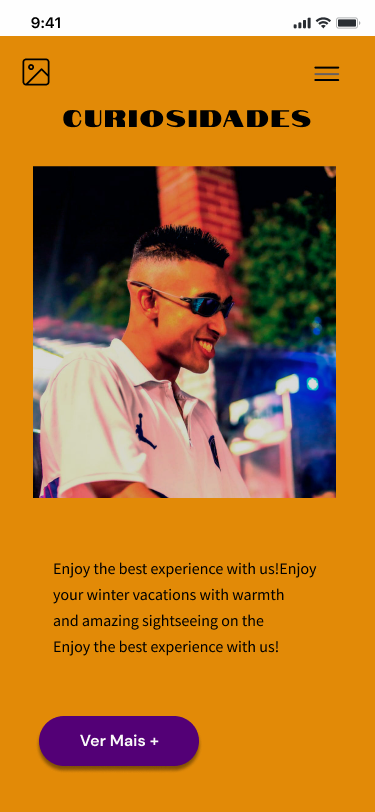 9:41
CURIOSIDADES
Enjoy the best experience with us!Enjoy
your winter vacations with warmth
and amazing sightseeing on the
Enjoy the best experience with us!
Ver Mais +